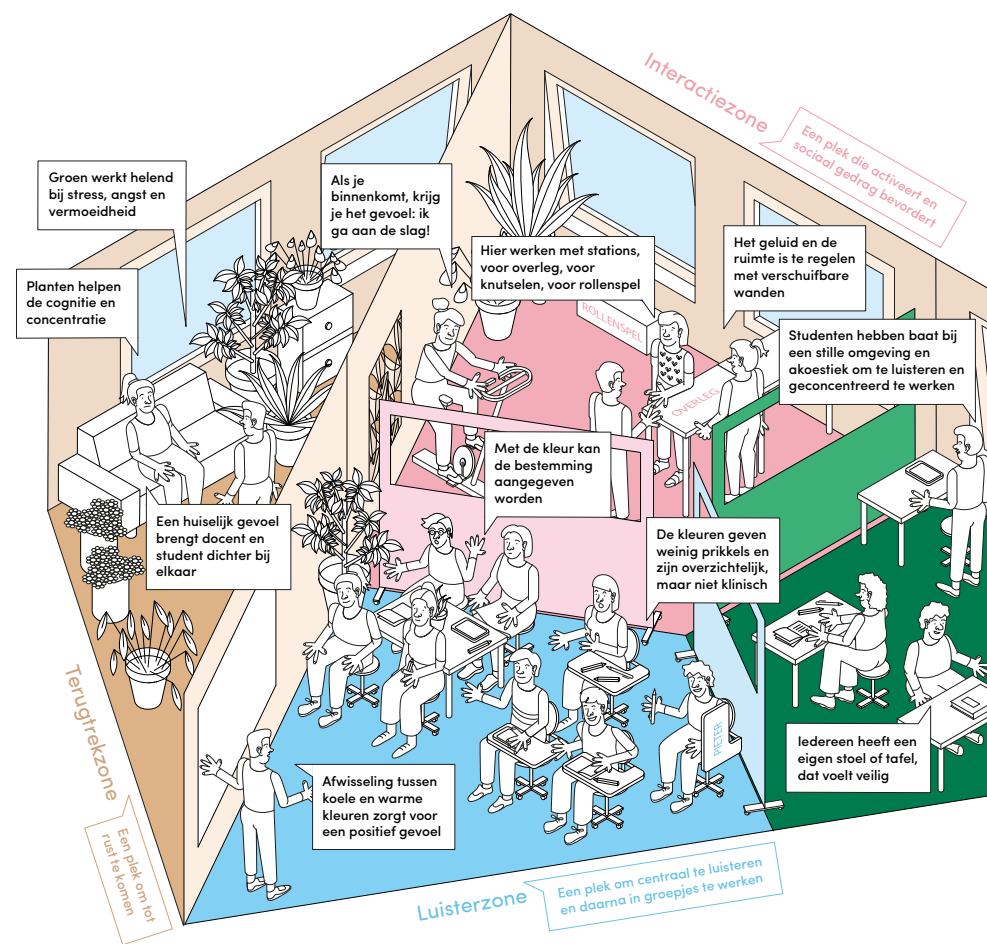 Interactiezone
Een plek die activeert en
sociaal gedrag bevordert
Groen werkt helend
bij stress, angst en
vermoeidheid
Als je
binnenkomt, krijg
je het gevoel: ik
ga aan de slag!
Hier werken met stations,
voor overleg, voor
knutselen, voor rollenspel
Het geluid en de
ruimte is te regelen
met verschuifbare
wanden
Planten helpen
de cognitie en
concentratie
Studenten hebben baat bij
een stille omgeving en
akoestiek om te luisteren en
geconcentreerd te werken
ROLLENSPEL
OVERLEG
Met de kleur kan
de bestemming
aangegeven
worden
Een huiselijk gevoel
brengt docent en
student dichter bij
elkaar
De kleuren geven
weinig prikkels en
zijn overzichtelijk,
maar niet klinisch
PIETER
Iedereen heeft een
eigen stoel of tafel,
dat voelt veilig
Afwisseling tussen
koele en warme
kleuren zorgt voor
een positief gevoel
Terugtrekzone
Een plek om tot
rust te komen
Luisterzone
Een plek om centraal te luisteren
en daarna in groepjes te werken